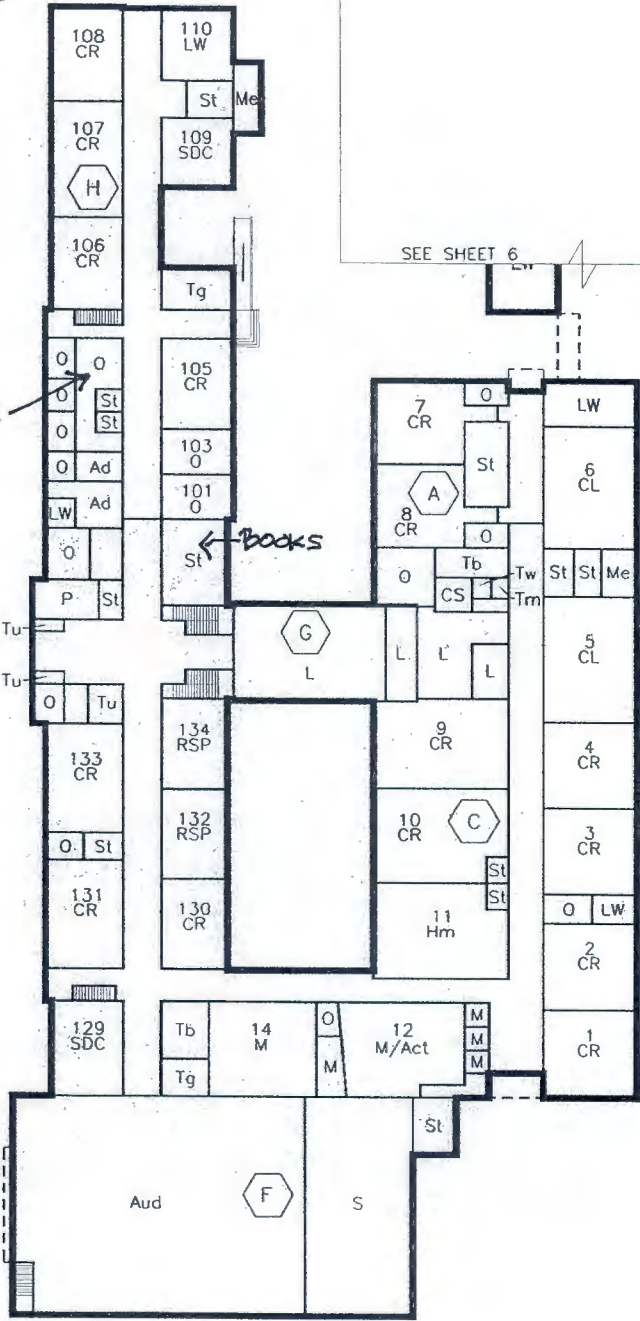 108
CR
110
LW
St
Me
107
CR
109
SDC
H
106
CR
SEE SHEET 6
LW
Tg
O
O
105
CR
7
CR
O
LW
O
St
St
O
103
O
St
6
CL
A
O
Ad
101
O
8
CR
LW
Ad
O
O
St
BOOKS
O
Tb
Tw
St
St
Me
P
St
CS
Tm
Tu
G
L
L
L
L
5
CL
Tu
O
Tu
134
RSP
9
CR
4
CR
133
CR
132
RSP
10
CR
C
3
CR
O
St
St
St
131
CR
130
CR
11
Hm
O
LW
2
CR
129
SDC
Tb
14
M
O
12
M/Act
M
M
M
1
CR
Tg
M
St
Aud
F
S